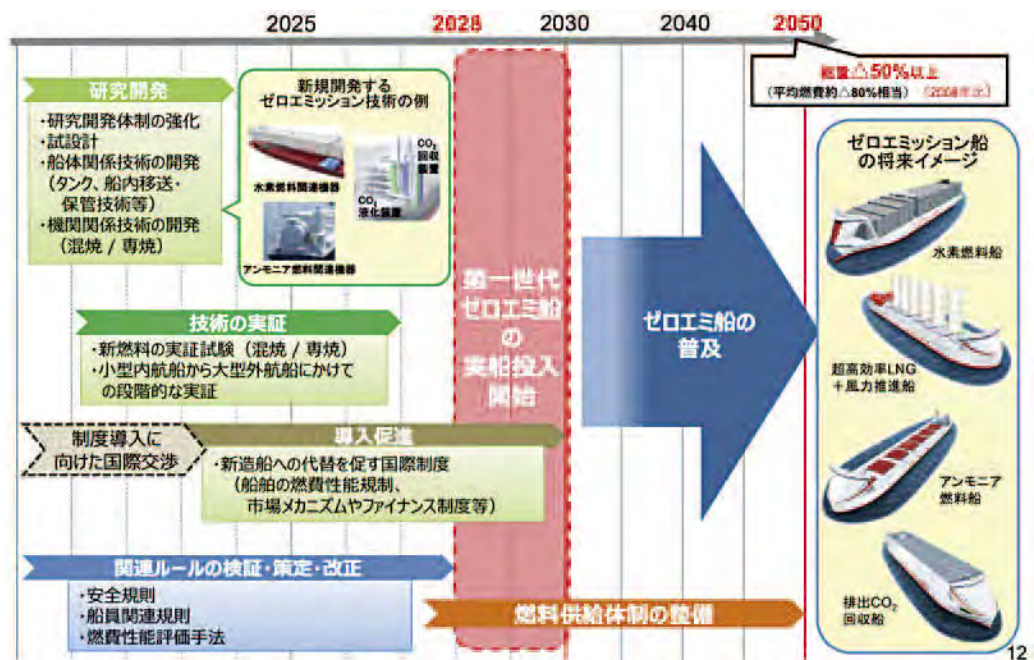 2025
2028
2030
2040
2050
総量△50%以上
(平均燃費約△80%相当) (2008年比)
研究開発
・研究開発体制の強化
・試設計
・船体関係技術の開発
(タンク、船内移送・
保管技術等)
・機関関係技術の開発
(混焼 / 専焼)
新規開発する
ゼロエミッション技術の例
水素燃料関連機器
CO₂
回収
装置
CO₂
液化装置
アンモニア燃料関連機器
技術の実証
・新燃料の実証試験(混焼 / 専焼)
・小型内航船から大型外航船にかけて
の段階的な実証
制度導入に
向けた国際交渉
導入促進
・新造船への代替を促す国際制度
(船舶の燃費性能規制、
市場メカニズムやファイナンス制度等)
関連ルールの検証・策定・改正
・安全規則
・船員関連規則
・燃費性能評価手法
第一世代
ゼロエミ船
の
実船投入
開始
燃料供給体制の整備
ゼロエミ船の
普及
ゼロエミッション船
の将来イメージ
水素燃料船
超高効率LNG
+風力推進船
アンモニア
燃料船
排出CO₂
回収船
12